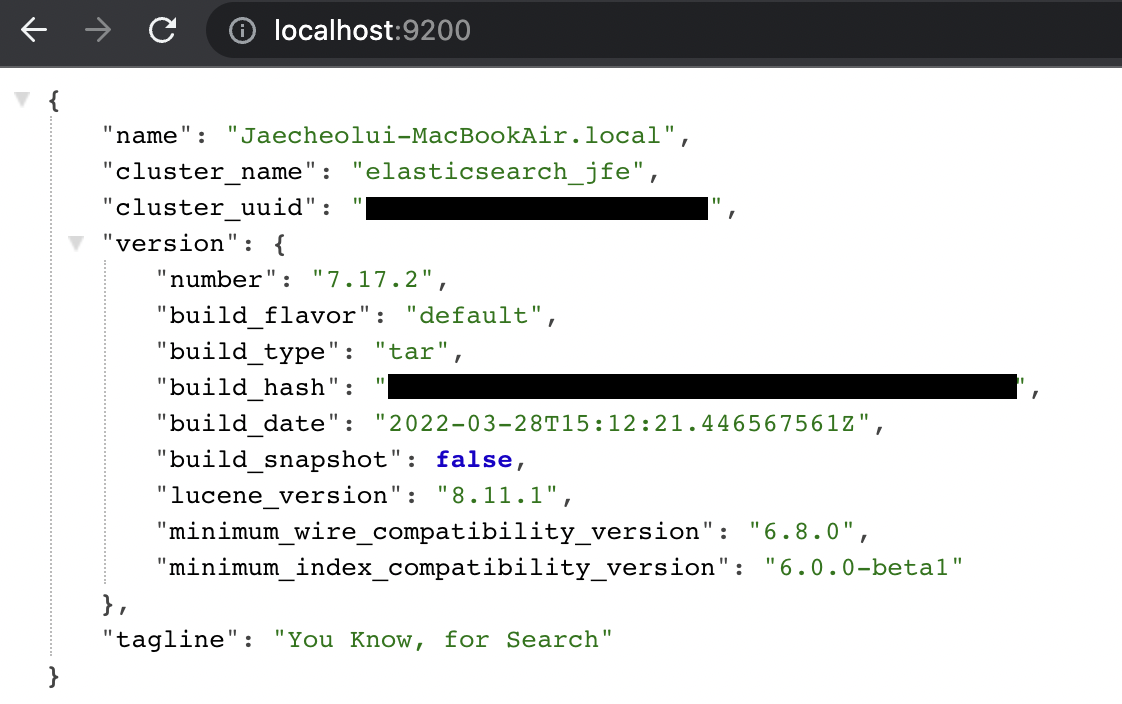 localhost:9200
{
"name": "Jaecheolui-MacBookAir.local",
"cluster_name": "elasticsearch_jfe",
"cluster_uuid": "",
"version": {
"number": "7.17.2",
"build_flavor": "default",
"build_type": "tar",
"build_hash": "",
"build_date": "2022-03-28T15:12:21.446567561Z",
"build_snapshot": false,
"lucene_version": "8.11.1",
"minimum_wire_compatibility_version": "6.8.0",
"minimum_index_compatibility_version": "6.0.0-beta1"
},
"tagline": "You Know, for Search"
}